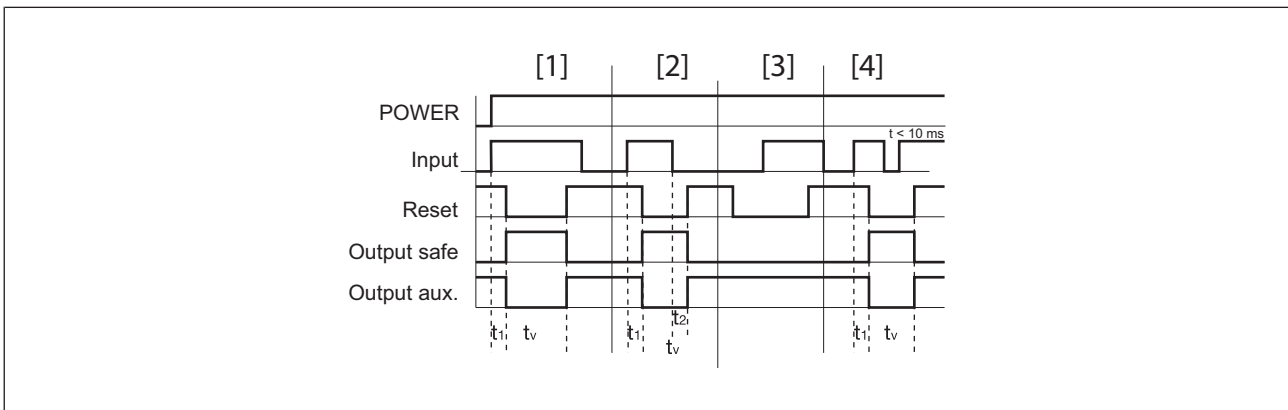 [1] [2] [3] [4]
POWER
t < 10 ms
Input
Reset
Output safe
Output aux.
t2
t1 tv t1 t1 tv
tv